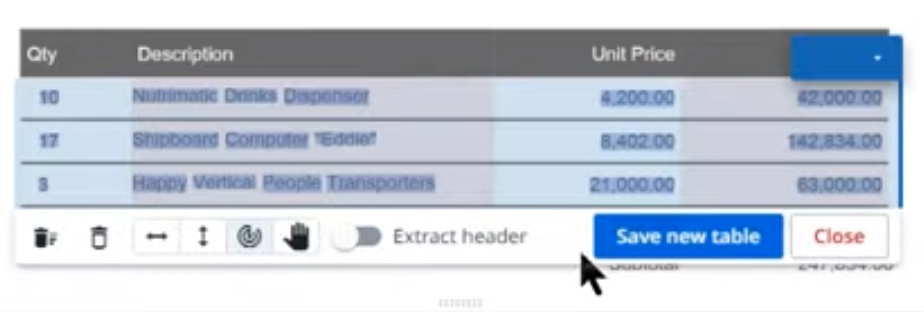 Qty Description Unit Price
10 Nutrimatic Drinks Dispenser 4,200.00 42,000.00
17 Shipboard Computer "Eddie" 8,402.00 142,834.00
3 Happy Vertical People Transporters 21,000.00 63,000.00
Extract header Save new table Close
Subtotal 247,834.00